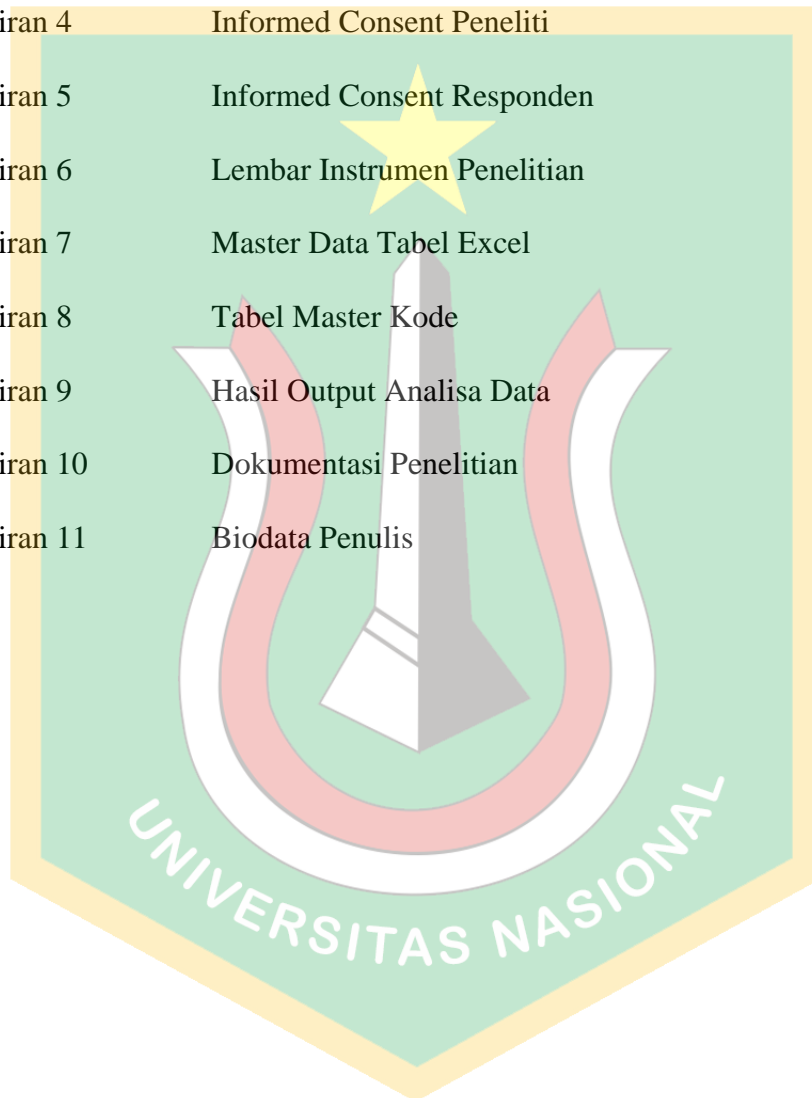 iran 4 Informed Consent Peneliti
iran 5 Informed Consent Responden
iran 6 Lembar Instrumen Penelitian
iran 7 Master Data Tabel Excel
iran 8 Tabel Master Kode
iran 9 Hasil Output Analisa Data
iran 10 Dokumentasi Penelitian
iran 11 Biodata Penulis
UNIVERSITAS NASIONAL